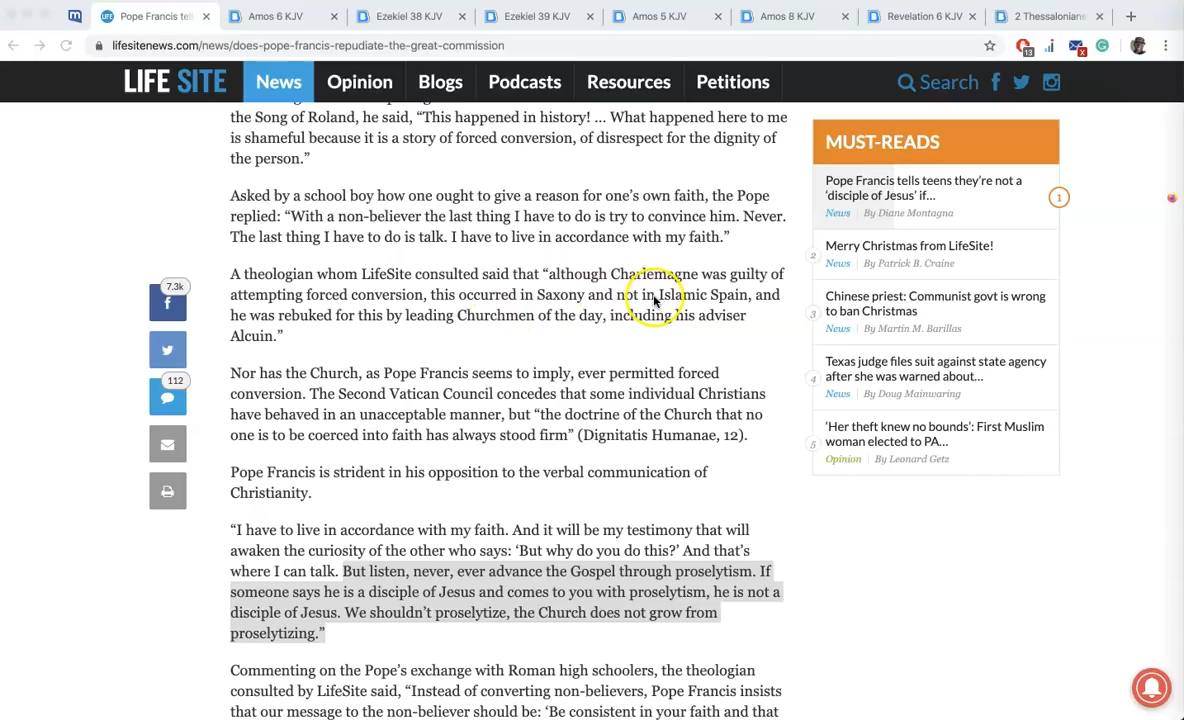 Pope Francis tel
Amos 6 KJV
Ezekiel 38 KJV
Ezekiel 39 KJV
Amos 5 KJV
Amos 8 KJV
Revelation 6 KJV
2 Thessalonians
lifesitenews.com/news/does-pope-francis-repudiate-the-great-commission
13
x
LIFE SITE
News
Opinion
Blogs
Podcasts
Resources
Petitions
Search
the Song of Roland, he said, “This happened in history! ... What happened here to me
is shameful because it is a story of forced conversion, of disrespect for the dignity of
the person.”
Asked by a school boy how one ought to give a reason for one’s own faith, the Pope
replied: “With a non-believer the last thing I have to do is try to convince him. Never.
The last thing I have to do is talk. I have to live in accordance with my faith.”
A theologian whom LifeSite consulted said that “although Charlemagne was guilty of
attempting forced conversion, this occurred in Saxony and not in Islamic Spain, and
he was rebuked for this by leading Churchmen of the day, including his adviser
Alcuin.”
Nor has the Church, as Pope Francis seems to imply, ever permitted forced
conversion. The Second Vatican Council concedes that some individual Christians
have behaved in an unacceptable manner, but “the doctrine of the Church that no
one is to be coerced into faith has always stood firm” (Dignitatis Humanae, 12).
Pope Francis is strident in his opposition to the verbal communication of
Christianity.
“I have to live in accordance with my faith. And it will be my testimony that will
awaken the curiosity of the other who says: ‘But why do you do this?’ And that’s
where I can talk. But listen, never, ever advance the Gospel through proselytism. If
someone says he is a disciple of Jesus and comes to you with proselytism, he is not a
disciple of Jesus. We shouldn’t proselytize, the Church does not grow from
proselytizing.”
Commenting on the Pope’s exchange with Roman high schoolers, the theologian
consulted by LifeSite said, “Instead of converting non-believers, Pope Francis insists
that our message to the non-believer should be: ‘Be consistent in your faith and that
7.3k
112
MUST-READS
Pope Francis tells teens they’re not a
‘disciple of Jesus’ if...
News | By Diane Montagna
1
Merry Christmas from LifeSite!
2
News | By Patrick B. Craine
Chinese priest: Communist govt is wrong
3
to ban Christmas
News | By Martin M. Barillas
Texas judge files suit against state agency
4
after she was warned about...
News | By Doug Mainwaring
‘Her theft knew no bounds’: First Muslim
5
woman elected to PA...
Opinion | By Leonard Getz